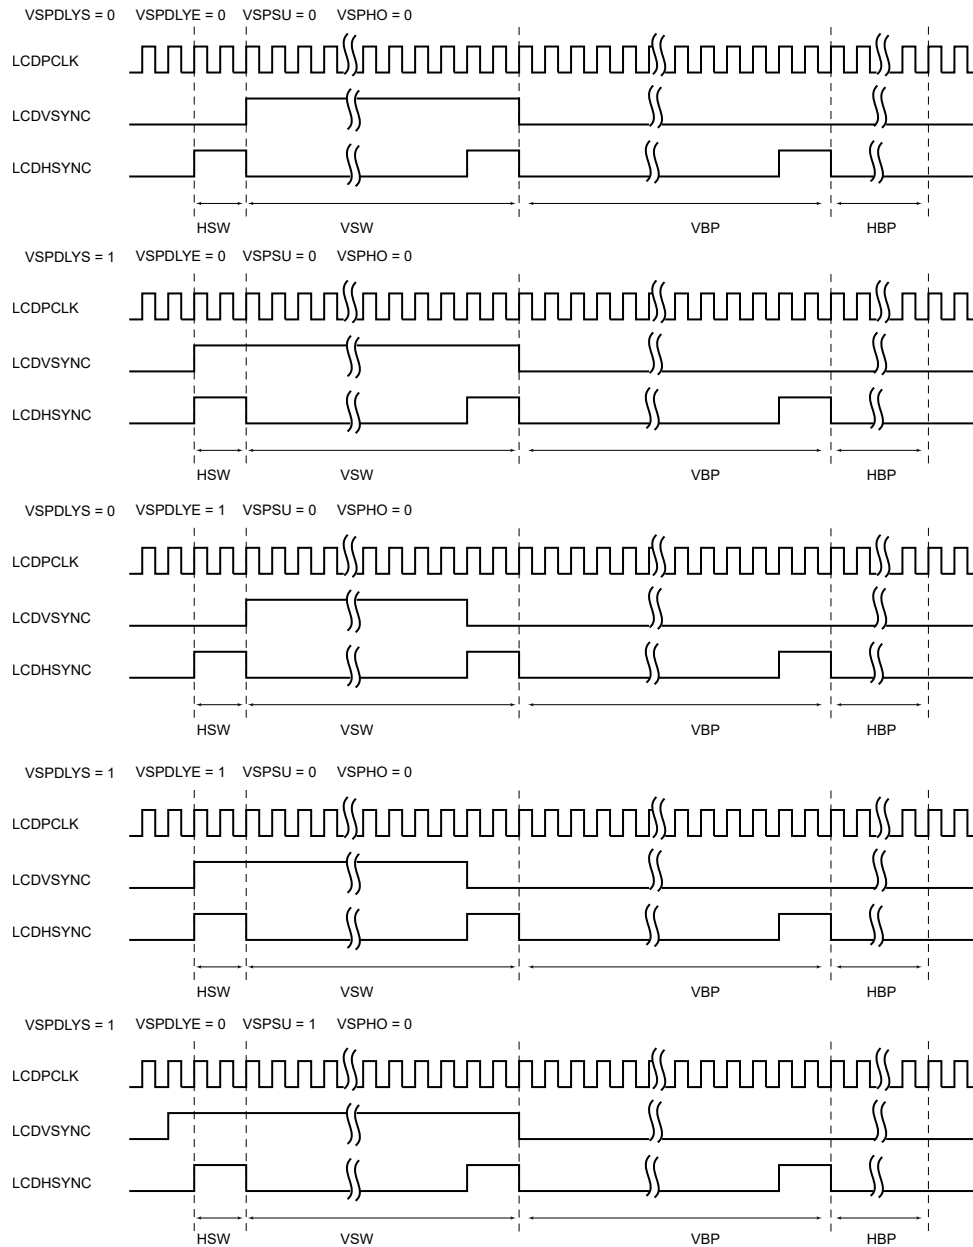 VSPDLYS = 0 VSPDLYE = 0 VSPSU = 0 VSPHO = 0
LCDPCLK
LCDVSYNC
LCDHSYNC
HSW VSW VBP HBP
VSPDLYS = 1 VSPDLYE = 0 VSPSU = 0 VSPHO = 0
LCDPCLK
LCDVSYNC
LCDHSYNC
HSW VSW VBP HBP
VSPDLYS = 0 VSPDLYE = 1 VSPSU = 0 VSPHO = 0
LCDPCLK
LCDVSYNC
LCDHSYNC
HSW VSW VBP HBP
VSPDLYS = 1 VSPDLYE = 1 VSPSU = 0 VSPHO = 0
LCDPCLK
LCDVSYNC
LCDHSYNC
HSW VSW VBP HBP
VSPDLYS = 1 VSPDLYE = 0 VSPSU = 1 VSPHO = 0
LCDPCLK
LCDVSYNC
LCDHSYNC
HSW VSW VBP HBP